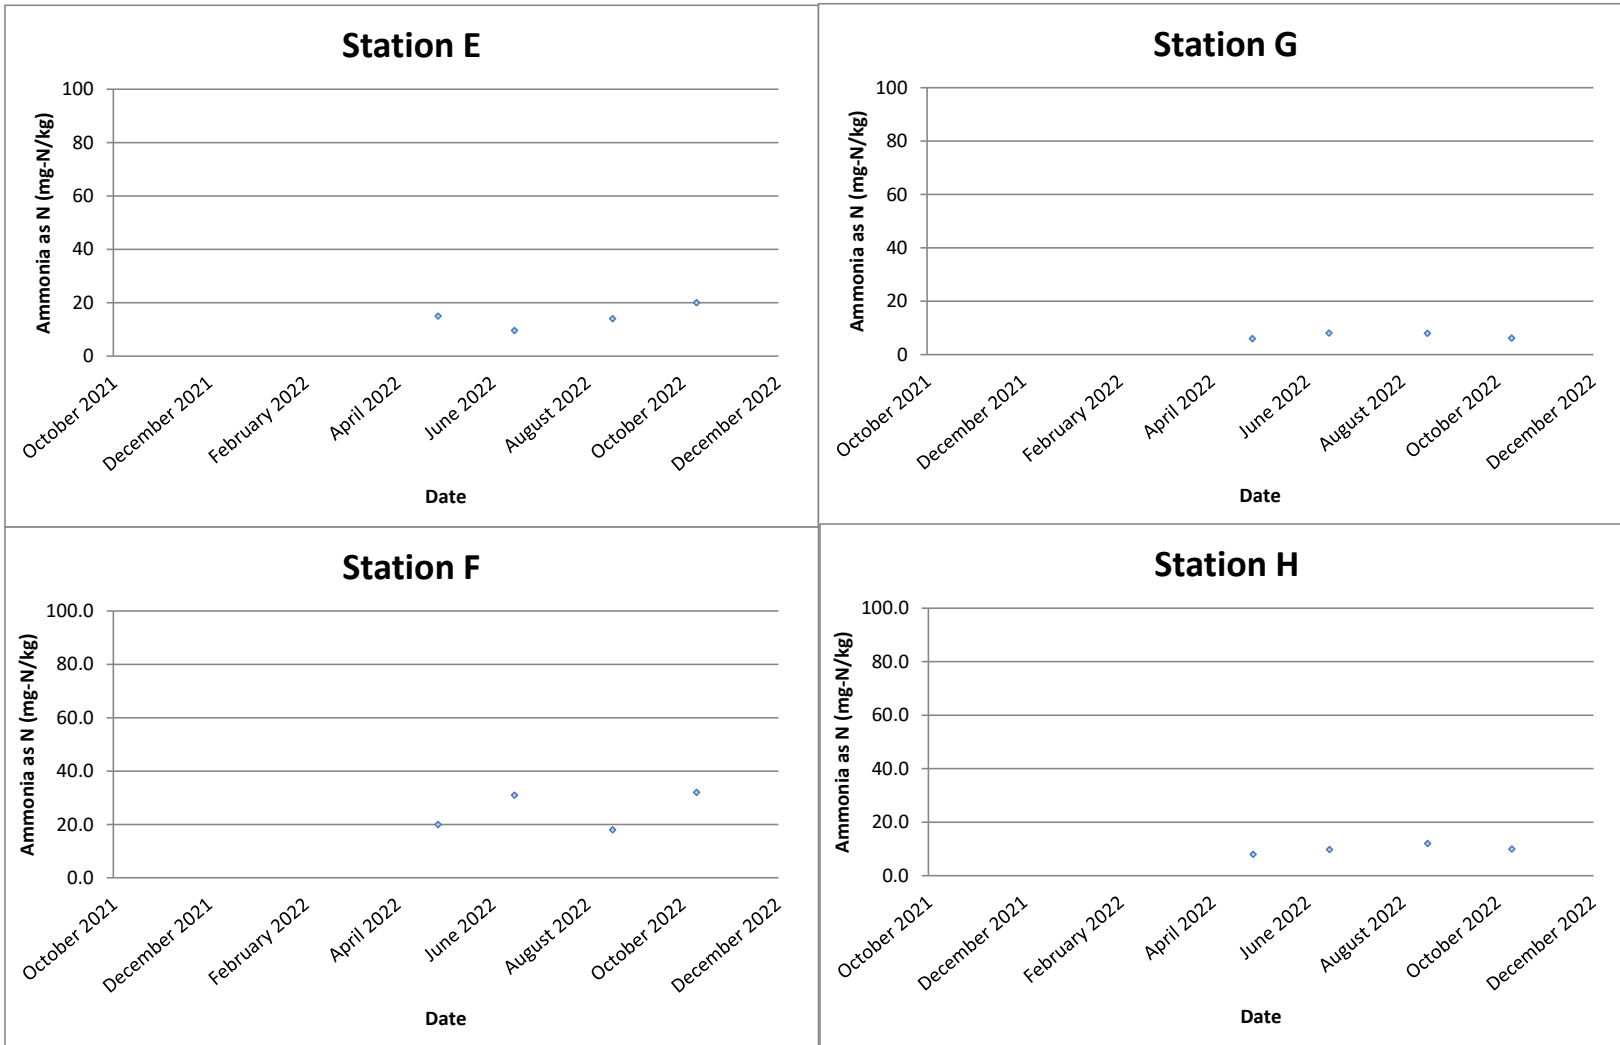 Station E
Ammonia as N (mg-N/kg)
100
80
60
40
20
0
October 2021
December 2021
February 2022
April 2022
June 2022
August 2022
October 2022
December 2022
Date
Station G
Ammonia as N (mg-N/kg)
100
80
60
40
20
0
October 2021
December 2021
February 2022
April 2022
June 2022
August 2022
October 2022
December 2022
Date
Station F
Ammonia as N (mg-N/kg)
100.0
80.0
60.0
40.0
20.0
0.0
October 2021
December 2021
February 2022
April 2022
June 2022
August 2022
October 2022
December 2022
Date
Station H
Ammonia as N (mg-N/kg)
100.0
80.0
60.0
40.0
20.0
0.0
October 2021
December 2021
February 2022
April 2022
June 2022
August 2022
October 2022
December 2022
Date